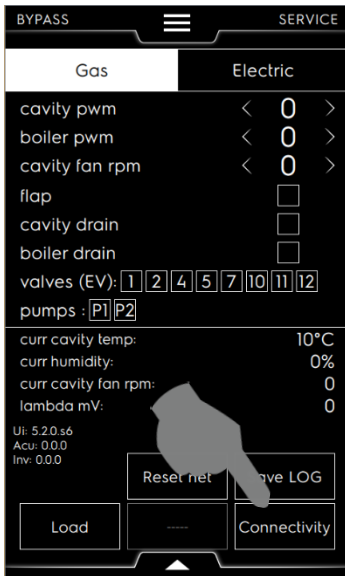 BYPASS SERVICE
Gas Electric
cavity pwm < 0 >
boiler pwm < 0 >
cavity fan rpm < 0 >
flap
cavity drain
boiler drain
valves (EV): 1 2 4 5 7 10 11 12
pumps : P1 P2
curr cavity temp: 10°C
curr humidity: 0%
curr cavity fan rpm: 0
lambda mV: 0
Ui: 5.2.0.s6
Acu: 0.0.0
Inv: 0.0.0
Reset net ave LOG
Load ----- Connectivity